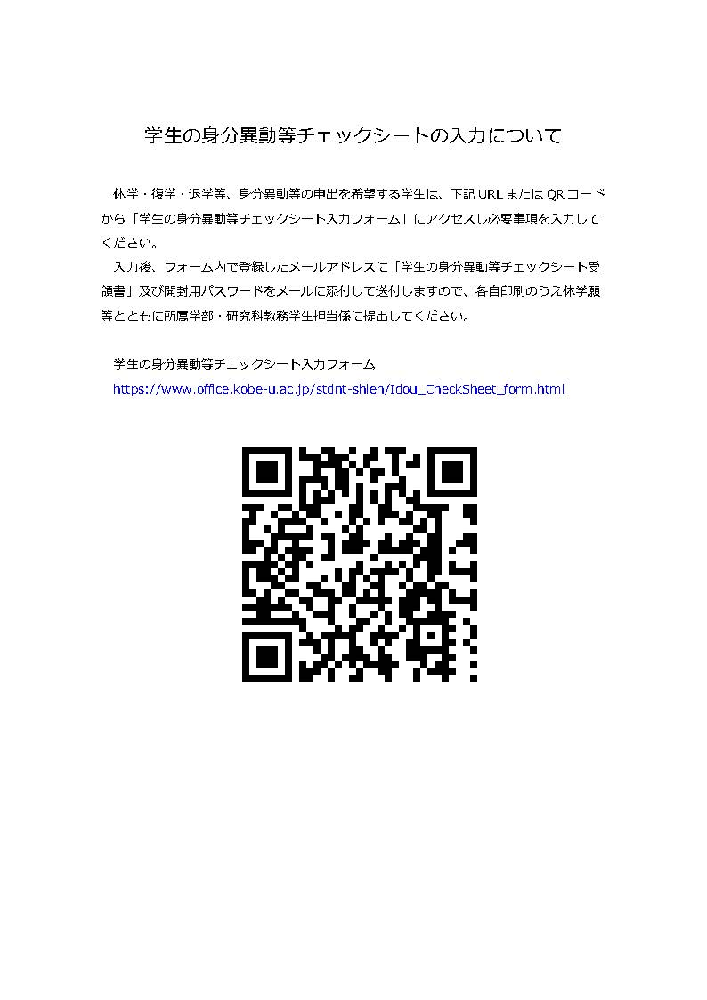 学生の身分異動等チェックシートの入力について
休学・復学・退学等、身分異動等の申出を希望する学生は、下記 URL または QR コード
から「学生の身分異動等チェックシート入力フォーム」にアクセスし必要事項を入力して
ください。
入力後、フォーム内で登録したメールアドレスに「学生の身分異動等チェックシート受
領書」及び開封用パスワードをメールに添付して送付しますので、各自印刷のうえ休学願
等とともに所属学部・研究科教務学生担当係に提出してください。
学生の身分異動等チェックシート入力フォーム
https://www.office.kobe-u.ac.jp/stdnt-shien/Idou_CheckSheet_form.html